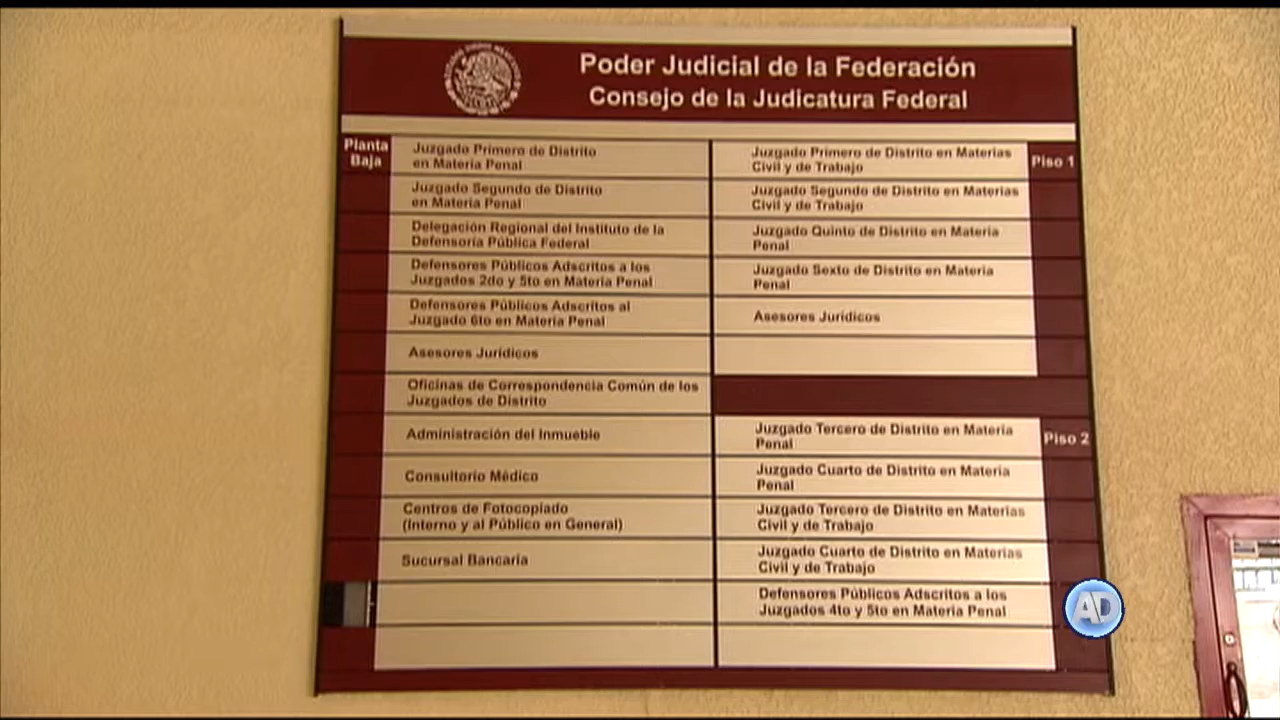 Poder Judicial de la Federación
Consejo de la Judicatura Federal
Planta
Baja
Juzgado Primero de Distrito
en Materia Penal
Juzgado Segundo de Distrito
en Materia Penal
Delegación Regional del Instituto de la
Defensoría Pública Federal
Defensores Públicos Adscritos a los
Juzgados 2do y 5to en Materia Penal
Defensores Públicos Adscritos al
Juzgado 6to en Materia Penal
Asesores Jurídicos
Oficinas de Correspondencia Común de los
Juzgados de Distrito
Administración del Inmueble
Consultorio Médico
Centros de Fotocopiado
(Interno y al Público en General)
Sucursal Bancaria
Piso 1
Juzgado Primero de Distrito en Materias
Civil y de Trabajo
Juzgado Segundo de Distrito en Materias
Civil y de Trabajo
Juzgado Quinto de Distrito en Materia
Penal
Juzgado Sexto de Distrito en Materia
Penal
Asesores Jurídicos
Piso 2
Juzgado Tercero de Distrito en Materia
Penal
Juzgado Cuarto de Distrito en Materia
Penal
Juzgado Tercero de Distrito en Materias
Civil y de Trabajo
Juzgado Cuarto de Distrito en Materias
Civil y de Trabajo
Defensores Públicos Adscritos a los
Juzgados 4to y 5to en Materia Penal
AD